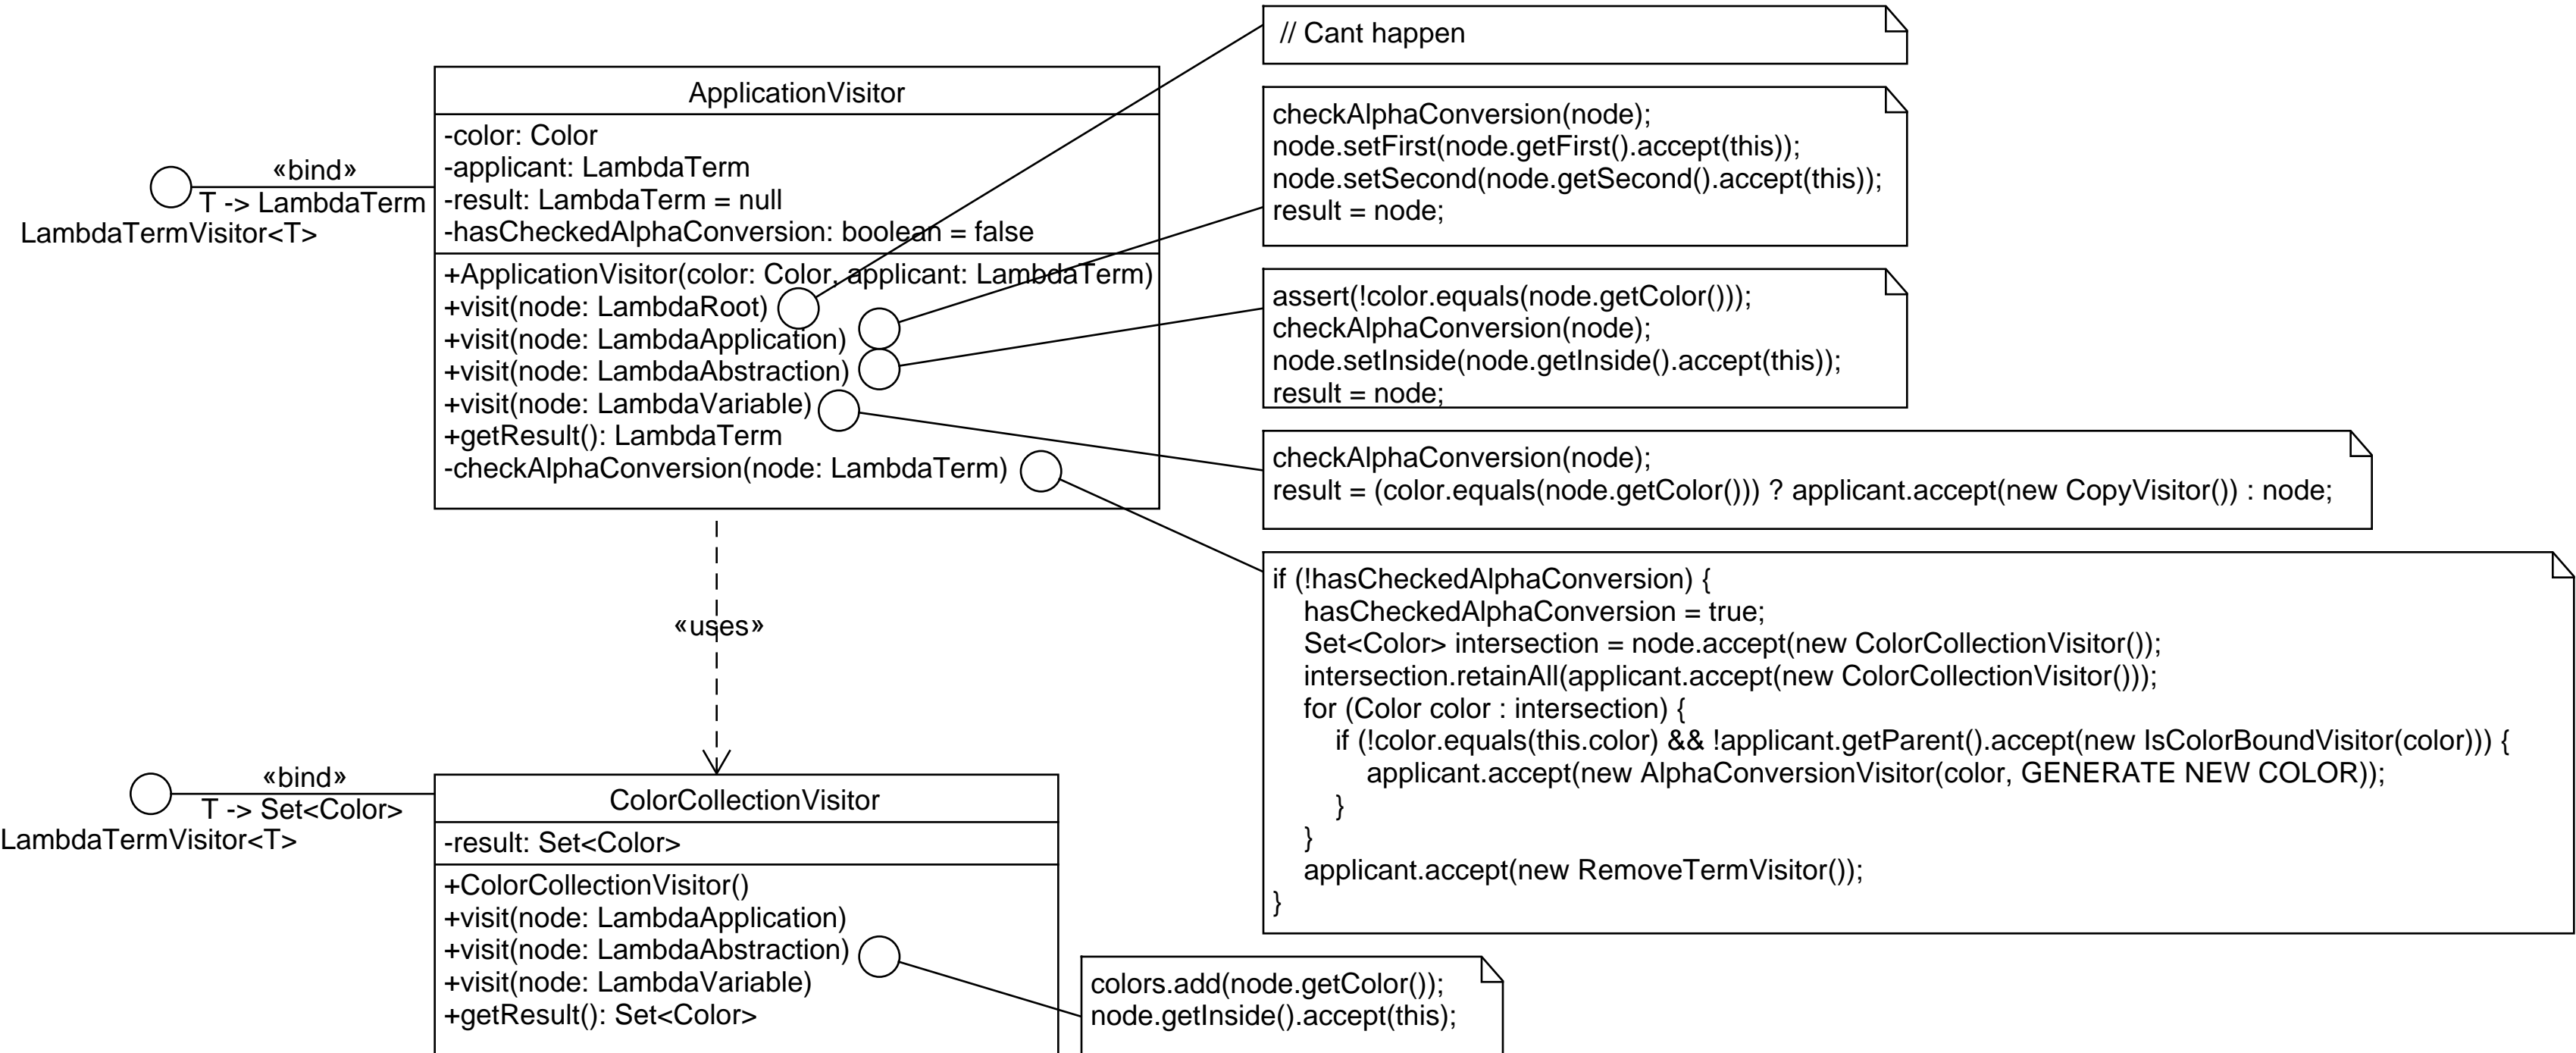 // Cant happen
ApplicationVisitor
-color: Color
-applicant: LambdaTerm
-result: LambdaTerm = null
-hasCheckedAlphaConversion: boolean = false
+ApplicationVisitor(color: Color, applicant: LambdaTerm)
+visit(node: LambdaRoot)
+visit(node: LambdaApplication)
+visit(node: LambdaAbstraction)
+visit(node: LambdaVariable)
+getResult(): LambdaTerm
-checkAlphaConversion(node: LambdaTerm)
«bind»
T -> LambdaTerm
LambdaTermVisitor<T>
checkAlphaConversion(node);
node.setFirst(node.getFirst().accept(this));
node.setSecond(node.getSecond().accept(this));
result = node;
assert(!color.equals(node.getColor()));
checkAlphaConversion(node);
node.setInside(node.getInside().accept(this));
result = node;
checkAlphaConversion(node);
result = (color.equals(node.getColor())) ? applicant.accept(new CopyVisitor()) : node;
if (!hasCheckedAlphaConversion) {
hasCheckedAlphaConversion = true;
Set<Color> intersection = node.accept(new ColorCollectionVisitor());
intersection.retainAll(applicant.accept(new ColorCollectionVisitor()));
for (Color color : intersection) {
if (!color.equals(this.color) && !applicant.getParent().accept(new IsColorBoundVisitor(color))) {
applicant.accept(new AlphaConversionVisitor(color, GENERATE NEW COLOR));
}
}
applicant.accept(new RemoveTermVisitor());
}
«uses»
«bind»
T -> Set<Color>
LambdaTermVisitor<T>
ColorCollectionVisitor
-result: Set<Color>
+ColorCollectionVisitor()
+visit(node: LambdaApplication)
+visit(node: LambdaAbstraction)
+visit(node: LambdaVariable)
+getResult(): Set<Color>
colors.add(node.getColor());
node.getInside().accept(this);